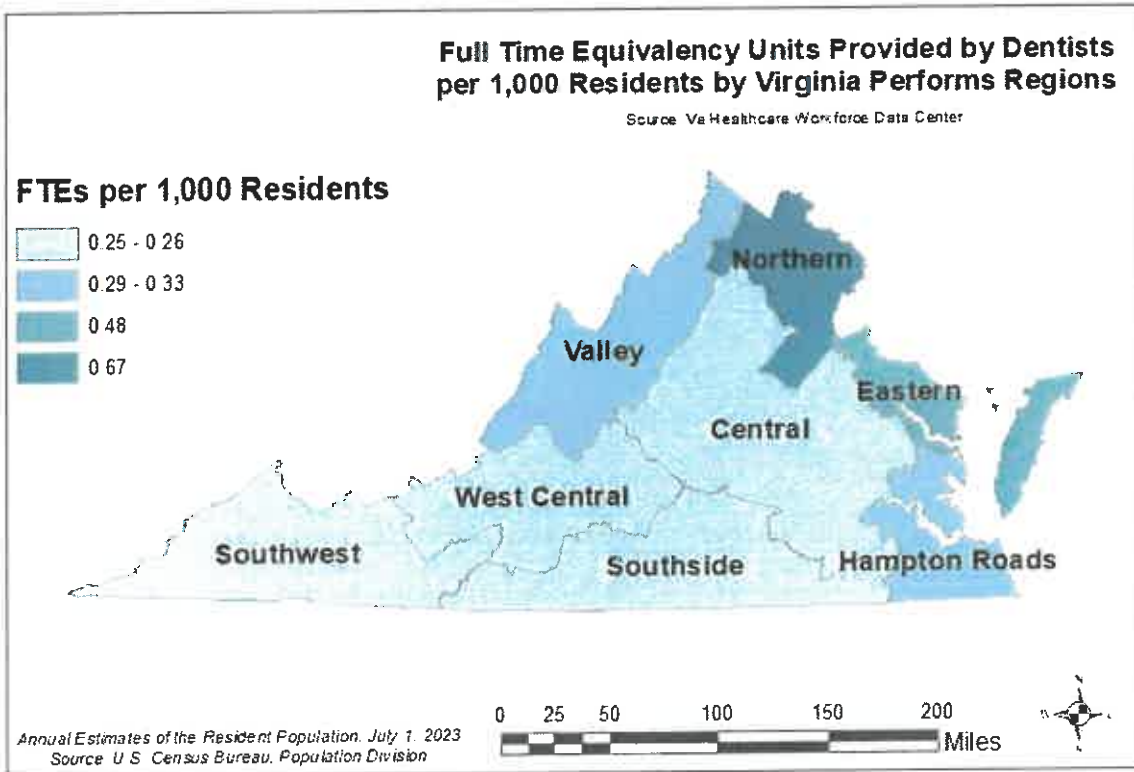 Full Time Equivalency Units Provided by Dentists
per 1,000 Residents by Virginia Performs Regions
Source: Va Healthcare Workforce Data Center
FTEs per 1,000 Residents
0.25 - 0.26
0.29 - 0.33
0.48
0.67
Northern
Valley
Eastern
Central
West Central
Southwest
Southside
Hampton Roads
Annual Estimates of the Resident Population, July 1, 2023
Source: U.S. Census Bureau, Population Division
0 25 50 100 150 200
Miles
N